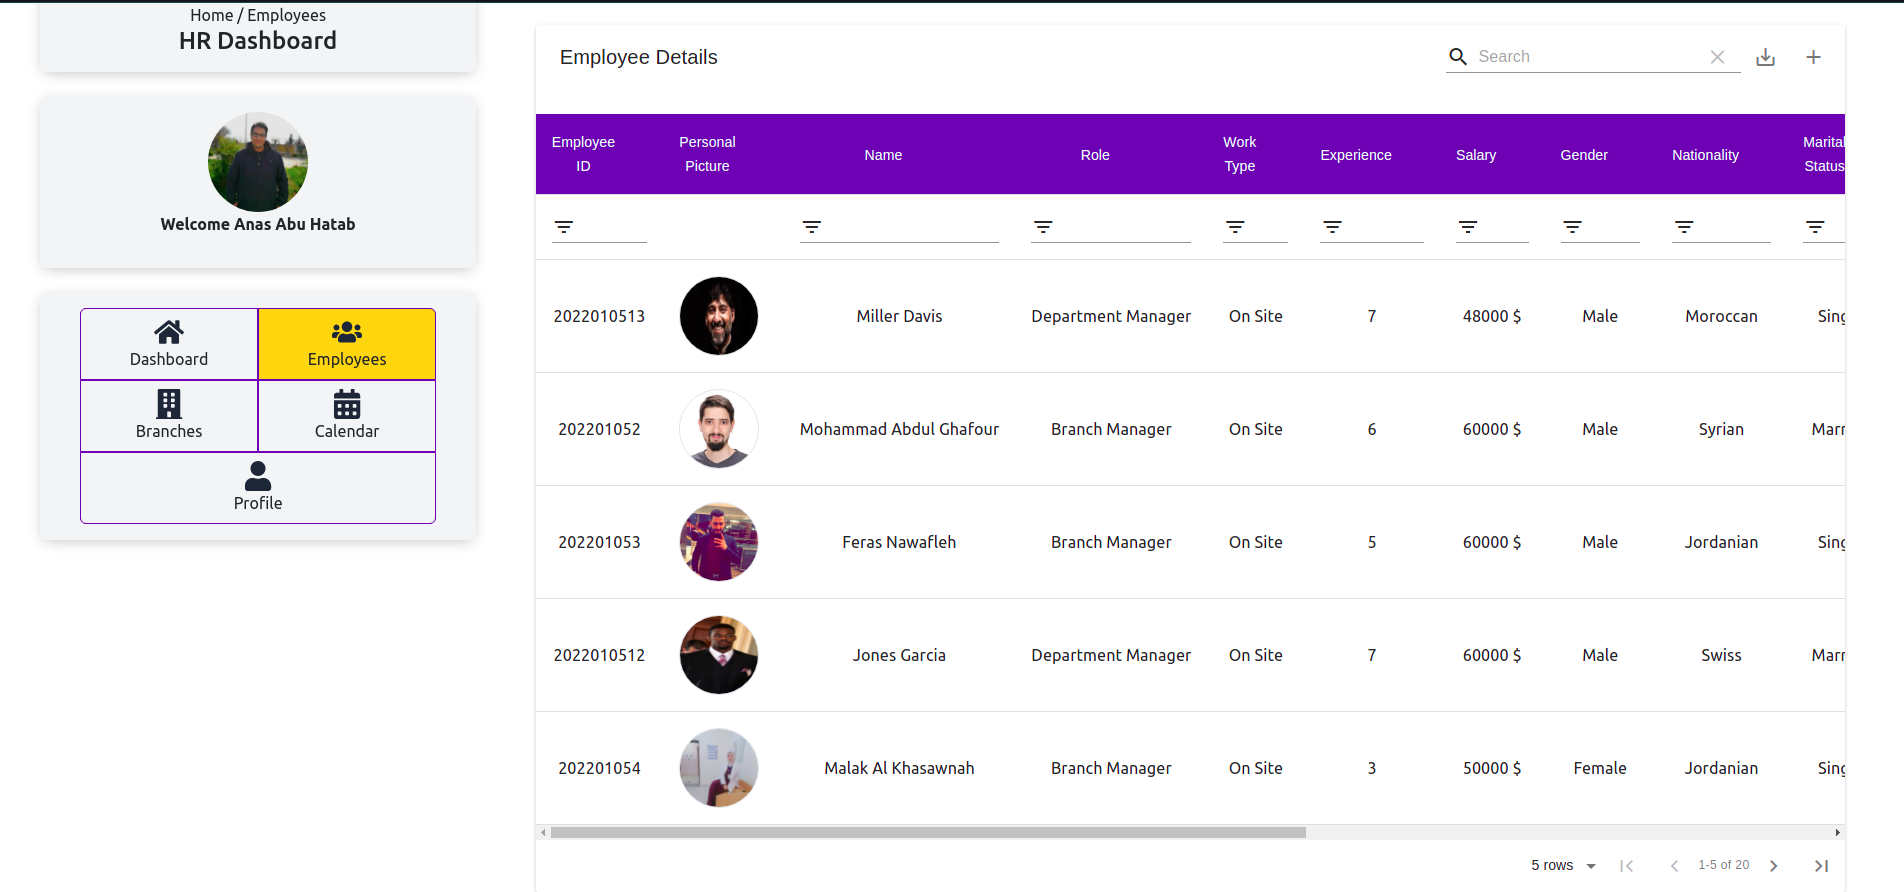 Home / Employees
HR Dashboard
Welcome Anas Abu Hatab
Dashboard
Employees
Branches
Calendar
Profile
Employee Details
Search
Employee ID Personal Picture Name Role Work Type Experience Salary Gender Nationality Marital Status
2022010513 Miller Davis Department Manager On Site 7 48000 $ Male Moroccan Sing
202201052 Mohammad Abdul Ghafour Branch Manager On Site 6 60000 $ Male Syrian Marr
202201053 Feras Nawafleh Branch Manager On Site 5 60000 $ Male Jordanian Sing
2022010512 Jones Garcia Department Manager On Site 7 60000 $ Male Swiss Marr
202201054 Malak Al Khasawnah Branch Manager On Site 3 50000 $ Female Jordanian Sing
5 rows 1-5 of 20